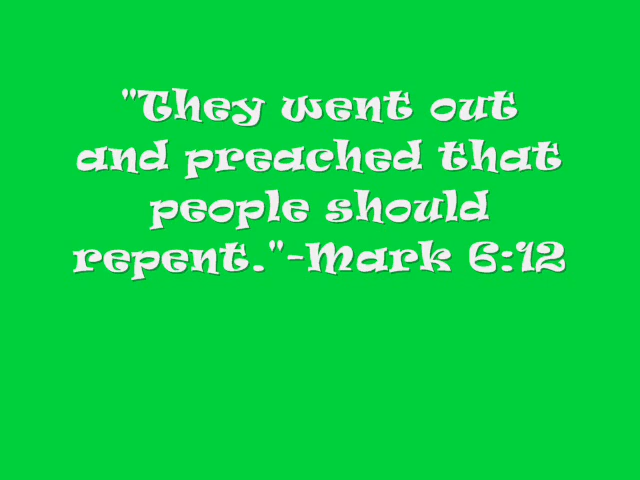 "They went out
and preached that
people should
repent."-Mark 6:12